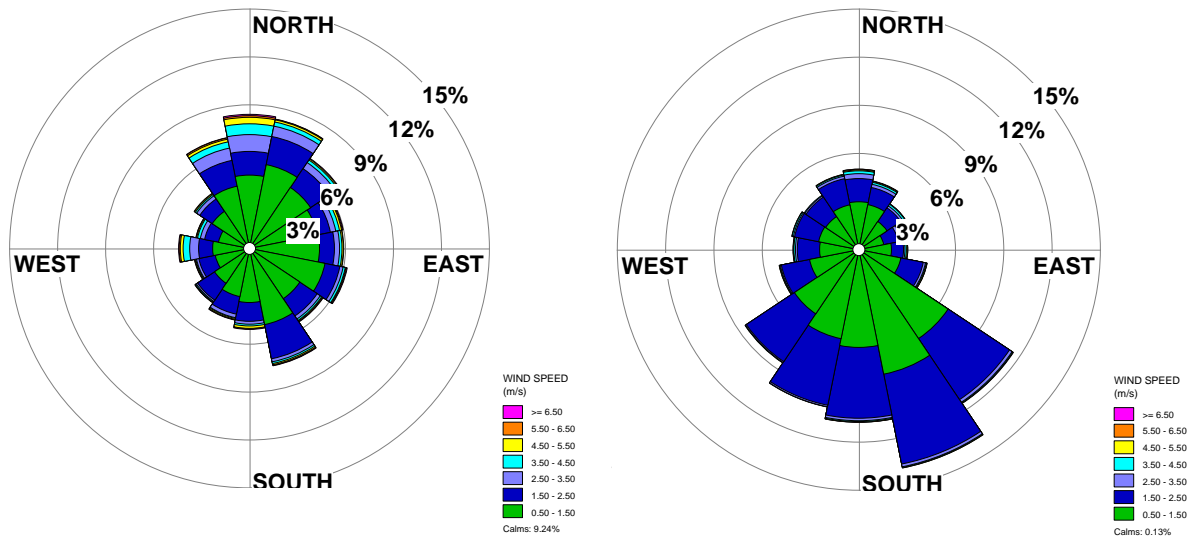 NORTH
15%
12%
9%
6%
3%
WEST
EAST
SOUTH
WIND SPEED
(m/s)
>= 6.50
5.50 - 6.50
4.50 - 5.50
3.50 - 4.50
2.50 - 3.50
1.50 - 2.50
0.50 - 1.50
Calms: 9.24%
NORTH
15%
12%
9%
6%
3%
WEST
EAST
SOUTH
WIND SPEED
(m/s)
>= 6.50
5.50 - 6.50
4.50 - 5.50
3.50 - 4.50
2.50 - 3.50
1.50 - 2.50
0.50 - 1.50
Calms: 0.13%